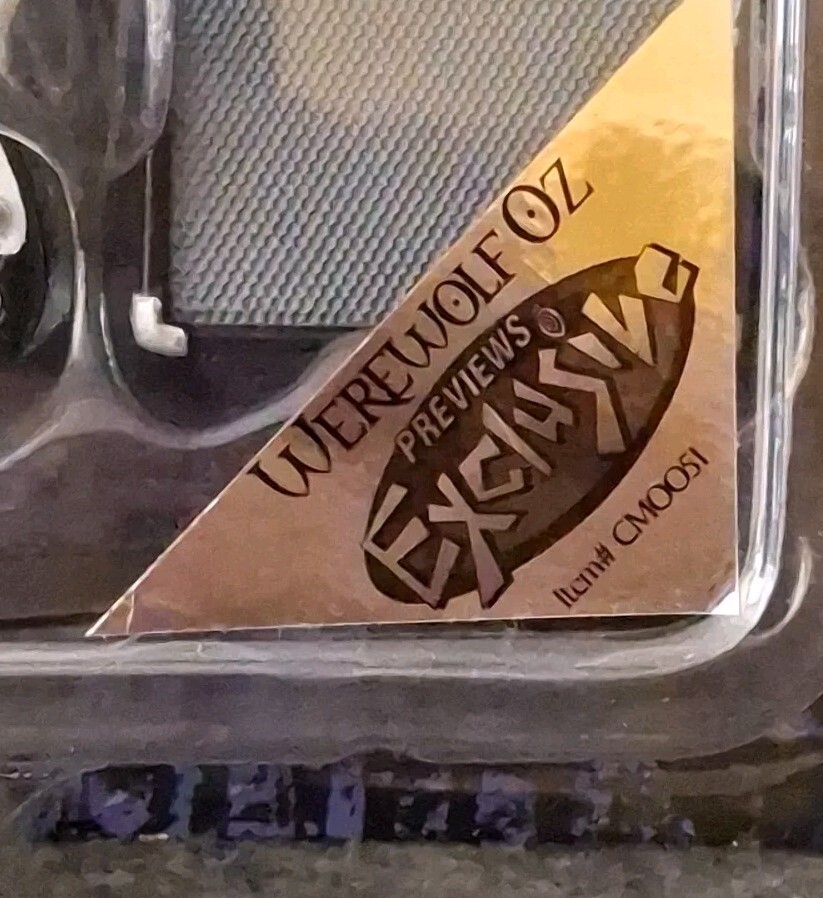 WEREWOLF OZ
PREVIEWS
Exclusive
Item# CM0051